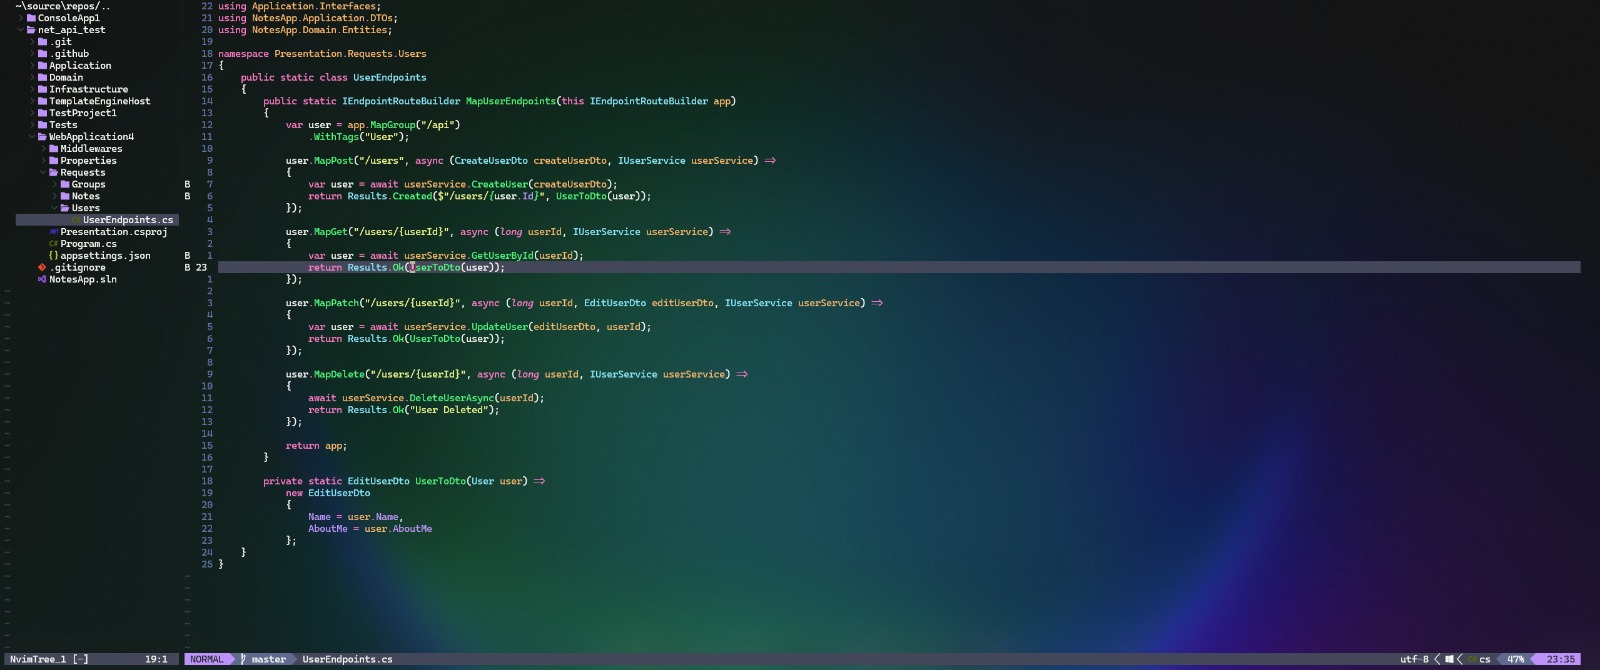 ~\source\repos/..
ConsoleApp1
net_api_test
.git
.github
Application
Domain
Infrastructure
TemplateEngineHost
TestProject1
Tests
WebApplication4
Middlewares
Properties
Requests
Groups
Notes
Users
UserEndpoints.cs
Presentation.csproj
Program.cs
{} appsettings.json
.gitignore
NotesApp.sln
22 using Application.Interfaces;
21 using NotesApp.Application.DTOs;
20 using NotesApp.Domain.Entities;
19
18 namespace Presentation.Requests.Users
17 {
16     public static class UserEndpoints
15     {
14         public static IEndpointRouteBuilder MapUserEndpoints(this IEndpointRouteBuilder app)
13         {
12             var user = app.MapGroup("/api")
11                 .WithTags("User");
10
9             user.MapPost("/users", async (CreateUserDto createUserDto, IUserService userService) =>
8             {
B 7                 var user = await userService.CreateUser(createUserDto);
B 6                 return Results.Created($"/users/{user.Id}", UserToDto(user));
5             });
4
3             user.MapGet("/users/{userId}", async (long userId, IUserService userService) =>
2             {
B 1                 var user = await userService.GetUserById(userId);
B 23                 return Results.Ok(UserToDto(user));
1             });
2
3             user.MapPatch("/users/{userId}", async (long userId, EditUserDto editUserDto, IUserService userService) =>
4             {
5                 var user = await userService.UpdateUser(editUserDto, userId);
6                 return Results.Ok(UserToDto(user));
7             });
8
9             user.MapDelete("/users/{userId}", async (long userId, IUserService userService) =>
10             {
11                 await userService.DeleteUserAsync(userId);
12                 return Results.Ok("User Deleted");
13             });
14
15             return app;
16         }
17
18         private static EditUserDto UserToDto(User user) =>
19             new EditUserDto
20             {
21                 Name = user.Name,
22                 AboutMe = user.AboutMe
23             };
24     }
25 }
NvimTree_1 [-] 19:1
NORMAL master UserEndpoints.cs utf-8 cs 47% 23:35